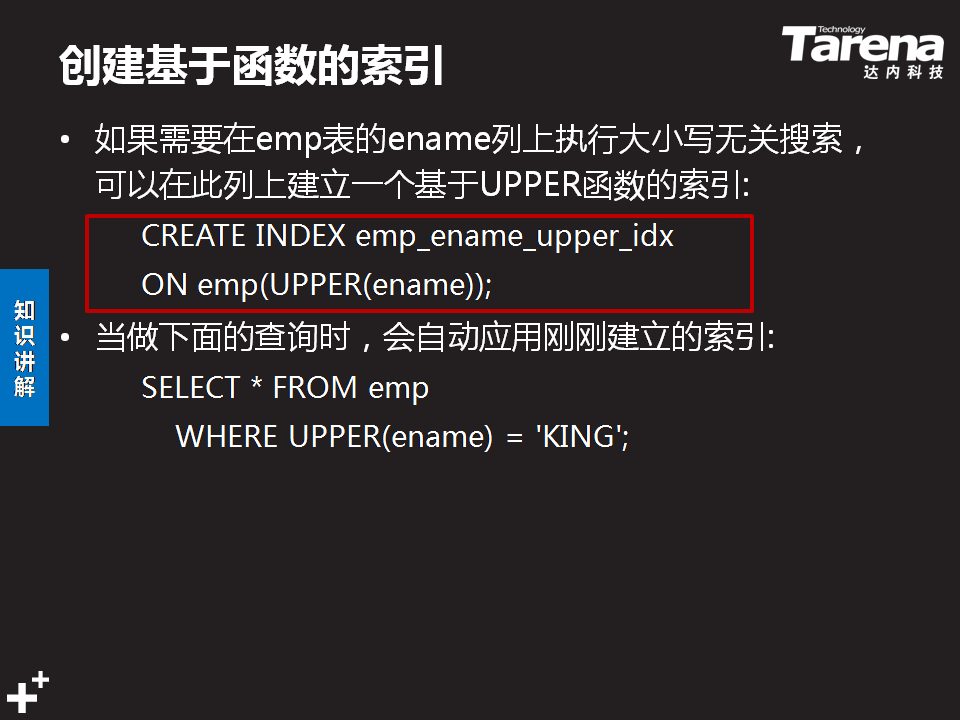 创建基于函数的索引
Technology
Tarena
达内科技
• 如果需要在emp表的ename列上执行大小写无关搜索，
可以在此列上建立一个基于UPPER函数的索引:
CREATE INDEX emp_ename_upper_idx
ON emp(UPPER(ename));
知识讲解
• 当做下面的查询时，会自动应用刚刚建立的索引:
SELECT * FROM emp
WHERE UPPER(ename) = 'KING';